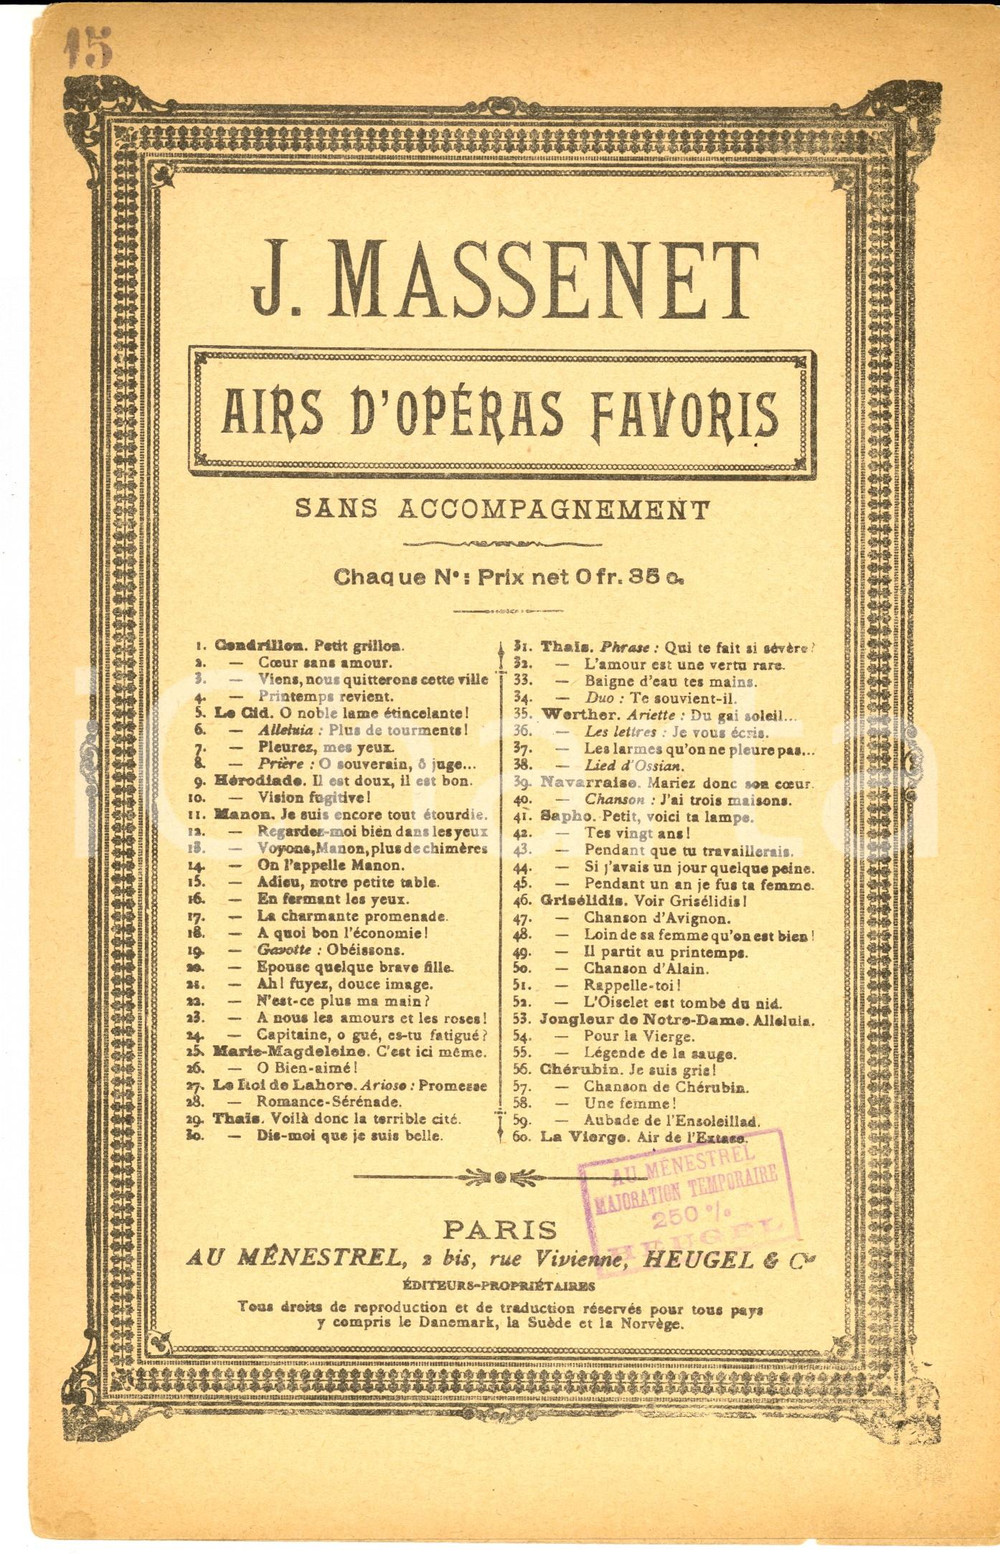 15
J. MASSENET
AIRS D'OPÉRAS FAVORIS
SANS ACCOMPAGNEMENT
Chaque No: Prix net 0 fr. 35 c.
1. Cendrillon. Petit grillon.
2. — Cœur sans amour.
3. — Viens, nous quitterons cette ville
4. — Printemps revient.
5. Le Cid. O noble lame étincelante!
6. — Alleluia : Plus de tourments!
7. — Pleurez, mes yeux.
8. — Prière : O souverain, ô juge...
9. Hérodiade. Il est doux, il est bon.
10. — Vision fugitive!
11. Manon. Je suis encore tout étourdie.
12. — Regardez-moi bien dans les yeux
13. — Voyons, Manon, plus de chimères
14. — On l'appelle Manon.
15. — Adieu, notre petite table.
16. — En fermant les yeux.
17. — La charmante promenade.
18. — A quoi bon l'économie!
19. — Gavotte : Obéissons.
20. — Epouse quelque brave fille.
21. — Ah! fuyez, douce image.
22. — N'est-ce plus ma main?
23. — A nous les amours et les roses!
24. — Capitaine, o gué, es-tu fatigué?
25. Marie-Magdeleine. C'est ici même.
26. — O Bien-aimé!
27. Le Roi de Lahore. Arioso : Promesse
28. — Romance-Sérénade.
29. Thaïs. Voilà donc la terrible cité.
30. — Dis-moi que je suis belle.
31. Thaïs. Phrase : Qui te fait si sévère?
32. — L'amour est une vertu rare.
33. — Baigne d'eau tes mains.
34. — Duo : Te souvient-il.
35. Werther. Ariette : Du gai soleil...
36. — Les lettres : Je vous écris.
37. — Les larmes qu'on ne pleure pas...
38. — Lied d'Ossian.
39. Navarraise. Mariez donc son cœur.
40. — Chanson : J'ai trois maisons.
41. Sapho. Petit, voici ta lampe.
42. — Tes vingt ans!
43. — Pendant que tu travaillerais.
44. — Si j'avais un jour quelque peine.
45. — Pendant un an je fus ta femme.
46. Grisélidis. Voir Grisélidis!
47. — Chanson d'Avignon.
48. — Loin de sa femme qu'on est bien!
49. — Il partit au printemps.
50. — Chanson d'Alain.
51. — Rappelle-toi!
52. — L'Oiselet est tombé du nid.
53. Jongleur de Notre-Dame. Alleluia.
54. — Pour la Vierge.
55. — Légende de la sauge.
56. Chérubin. Je suis gris!
57. — Chanson de Chérubin.
58. — Une femme!
59. — Aubade de l'Ensoleillad.
60. La Vierge. Air de l'Extase.
AU MÉNESTREL
MAJORATION TEMPORAIRE
250 %
HEUGEL
PARIS
AU MÉNESTREL, 2 bis, rue Vivienne, HEUGEL & Cie
ÉDITEURS-PROPRIÉTAIRES
Tous droits de reproduction et de traduction réservés pour tous pays
y compris le Danemark, la Suède et la Norvège.